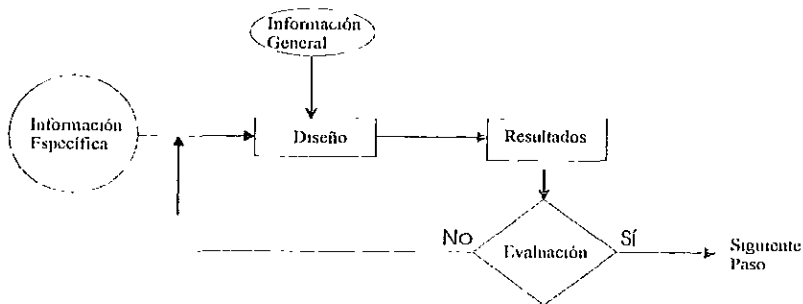 Información
General
Información
Específica
Diseño
Resultados
No
Evaluación
Sí
Siguiente
Paso